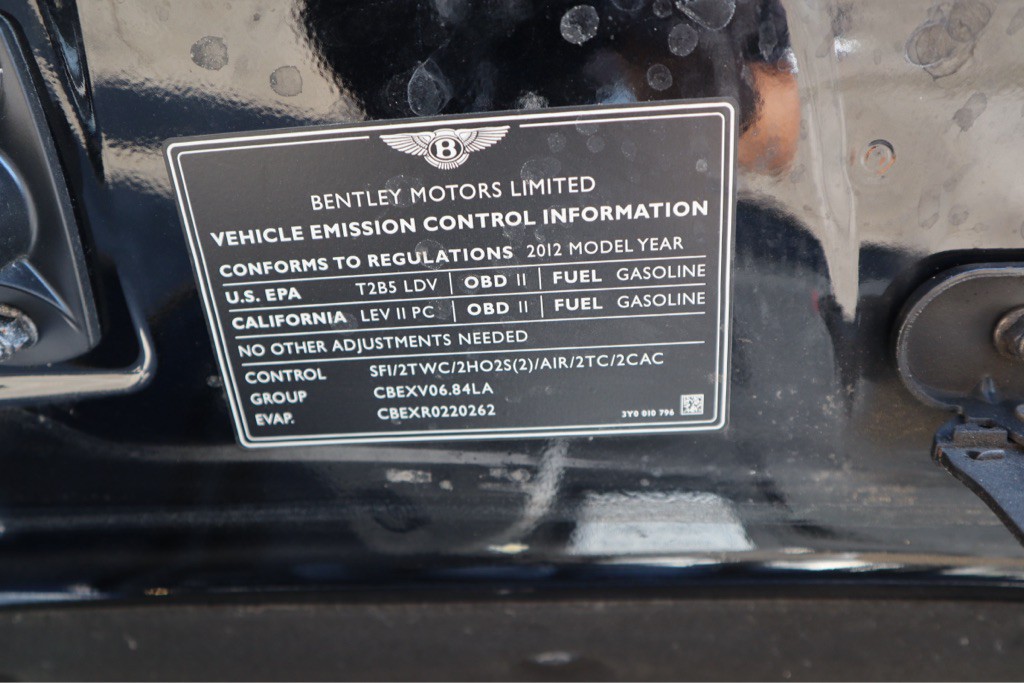 B
BENTLEY MOTORS LIMITED
VEHICLE EMISSION CONTROL INFORMATION
CONFORMS TO REGULATIONS 2012 MODEL YEAR
U.S. EPA T2B5 LDV OBD II FUEL GASOLINE
CALIFORNIA LEV II PC OBD II FUEL GASOLINE
NO OTHER ADJUSTMENTS NEEDED
CONTROL SFI/2TWC/2HO2S(2)/AIR/2TC/2CAC
GROUP CBEXV06.84LA
EVAP. CBEXR0220262
3Y0 010 796